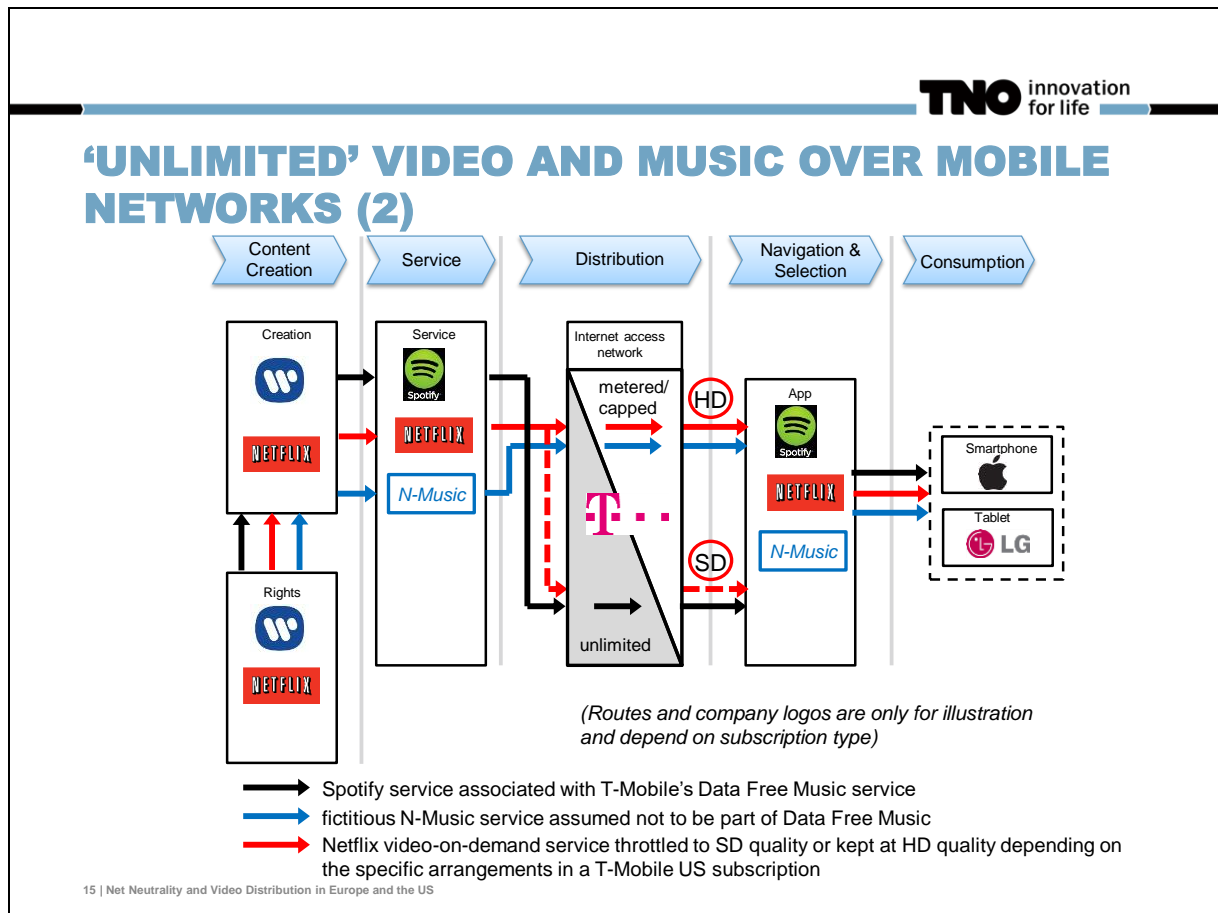 TNO innovation
for life
‘UNLIMITED’ VIDEO AND MUSIC OVER MOBILE
NETWORKS (2)
Content
Creation
Service
Distribution
Navigation &
Selection
Consumption
Creation
NETFLIX
Rights
NETFLIX
Service
Spotify
NETFLIX
N-Music
Internet access
network
metered/
capped
T
unlimited
HD
SD
App
Spotify
NETFLIX
N-Music
Smartphone
Tablet
LG
(Routes and company logos are only for illustration
and depend on subscription type)
Spotify service associated with T-Mobile’s Data Free Music service
fictitious N-Music service assumed not to be part of Data Free Music
Netflix video-on-demand service throttled to SD quality or kept at HD quality depending on
the specific arrangements in a T-Mobile US subscription
15 | Net Neutrality and Video Distribution in Europe and the US